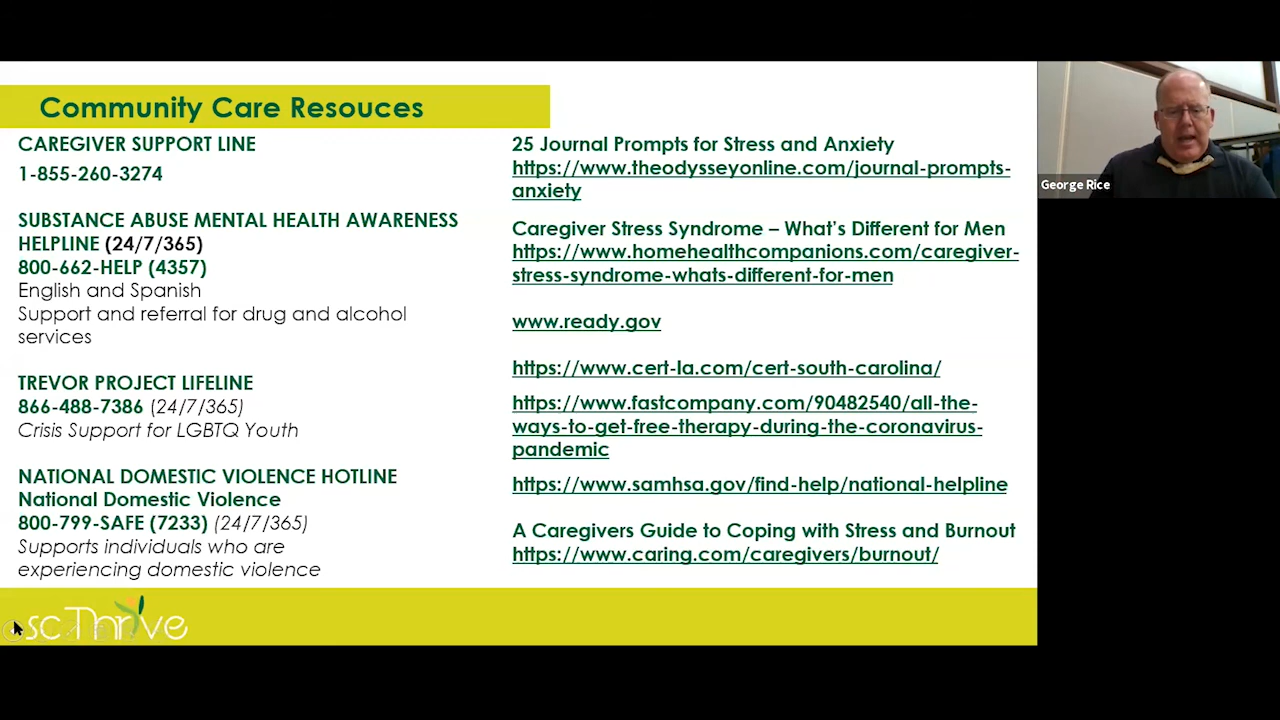 Community Care Resouces
CAREGIVER SUPPORT LINE
1-855-260-3274
SUBSTANCE ABUSE MENTAL HEALTH AWARENESS
HELPLINE (24/7/365)
800-662-HELP (4357)
English and Spanish
Support and referral for drug and alcohol
services
TREVOR PROJECT LIFELINE
866-488-7386 (24/7/365)
Crisis Support for LGBTQ Youth
NATIONAL DOMESTIC VIOLENCE HOTLINE
National Domestic Violence
800-799-SAFE (7233) (24/7/365)
Supports individuals who are
experiencing domestic violence
25 Journal Prompts for Stress and Anxiety
https://www.theodysseyonline.com/journal-prompts-
anxiety
Caregiver Stress Syndrome – What’s Different for Men
https://www.homehealthcompanions.com/caregiver-
stress-syndrome-whats-different-for-men
www.ready.gov
https://www.cert-la.com/cert-south-carolina/
https://www.fastcompany.com/90482540/all-the-
ways-to-get-free-therapy-during-the-coronavirus-
pandemic
https://www.samhsa.gov/find-help/national-helpline
A Caregivers Guide to Coping with Stress and Burnout
https://www.caring.com/caregivers/burnout/
scThrive
George Rice